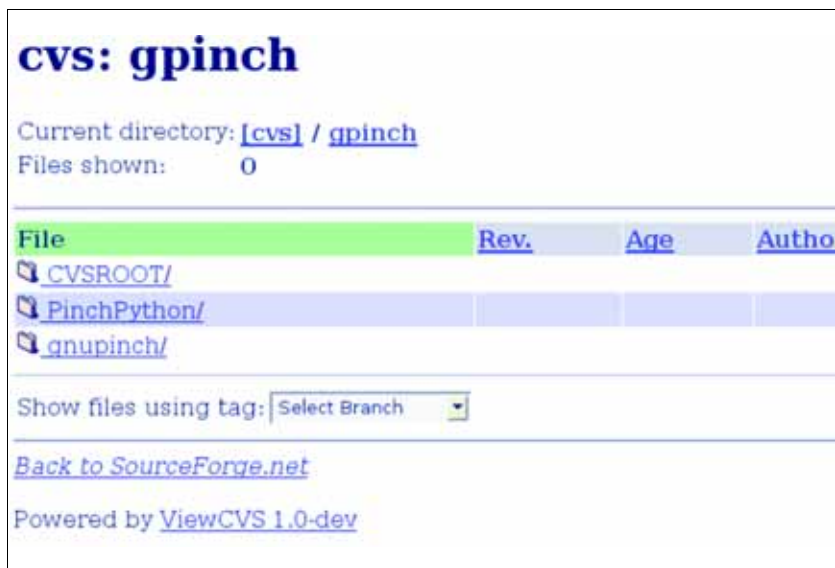 cvs: gpinch
Current directory: [cvs] / gpinch
Files shown: 0
File Rev. Age Autho
CVSROOT/
PinchPython/
gnupinch/
Show files using tag: Select Branch
Back to SourceForge.net
Powered by ViewCVS 1.0-dev